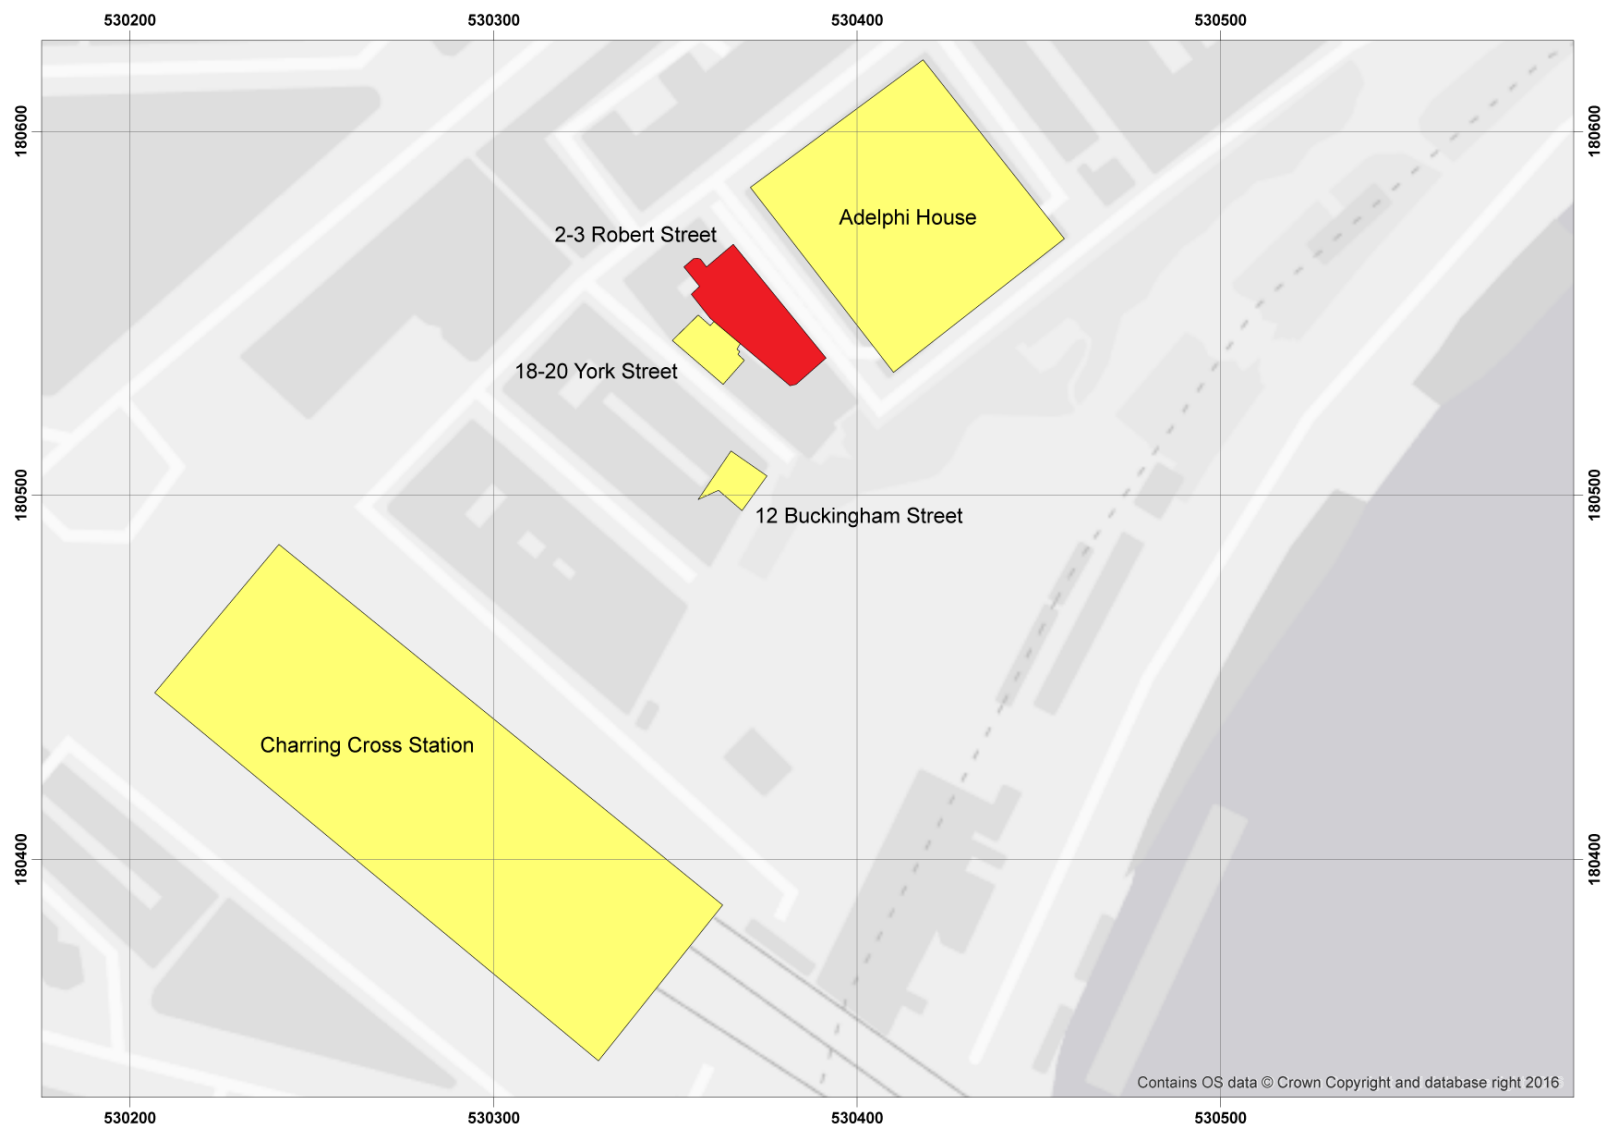 530200 530300 530400 530500
180600 180600
Adelphi House
2-3 Robert Street
18-20 York Street
180500 180500
12 Buckingham Street
Charring Cross Station
180400 180400
Contains OS data © Crown Copyright and database right 2016
530200 530300 530400 530500